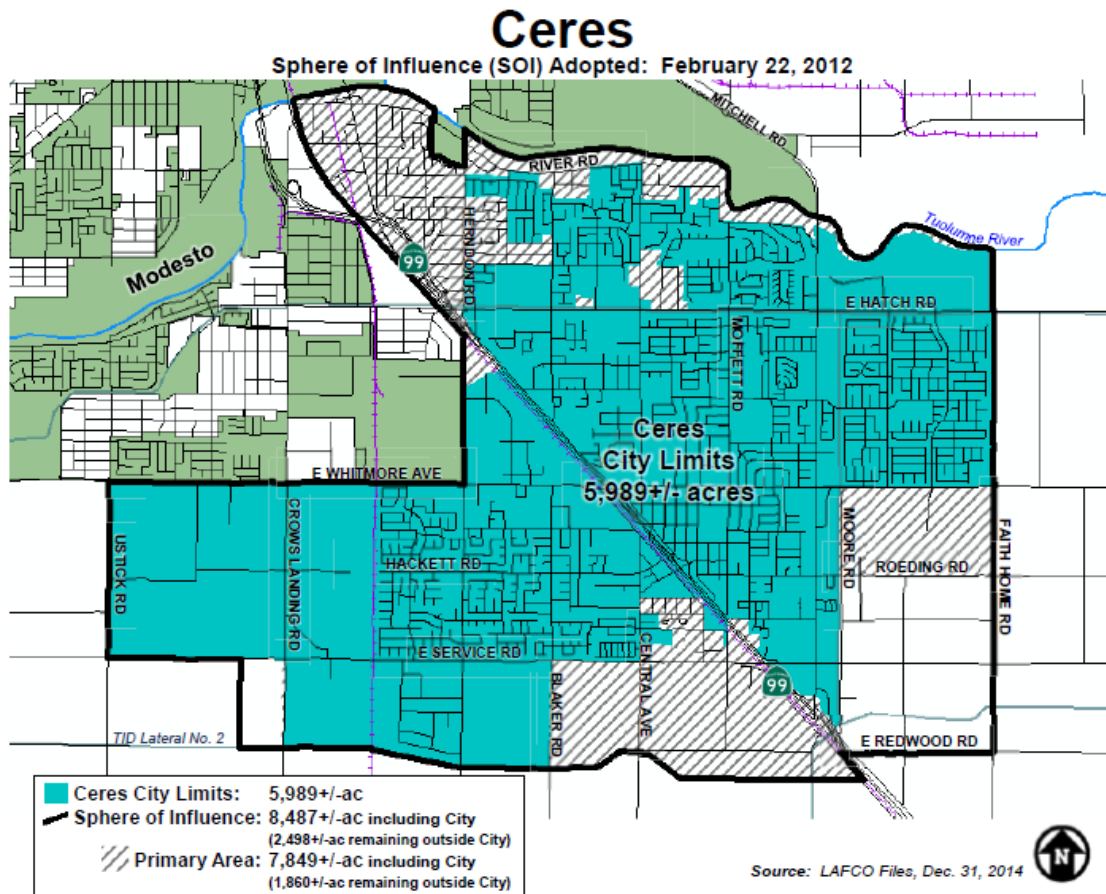 Ceres
Sphere of Influence (SOI) Adopted: February 22, 2012
MITCHELL RD
RIVER RD
HERNDON RD
Tuolumne River
Modesto
99
E HATCH RD
MOFFETT RD
Ceres
City Limits
5,989+/- acres
E WHITMORE AVE
USTICK RD
CROWS LANDING RD
HACKETT RD
MOORE RD
ROEDING RD
FAITH HOME RD
E SERVICE RD
BLAKER RD
CENTRAL AVE
99
TID Lateral No. 2
E REDWOOD RD
Ceres City Limits: 5,989+/-ac
Sphere of Influence: 8,487+/-ac including City
(2,498+/-ac remaining outside City)
Primary Area: 7,849+/-ac including City
(1,860+/-ac remaining outside City)
Source: LAFCO Files, Dec. 31, 2014
N